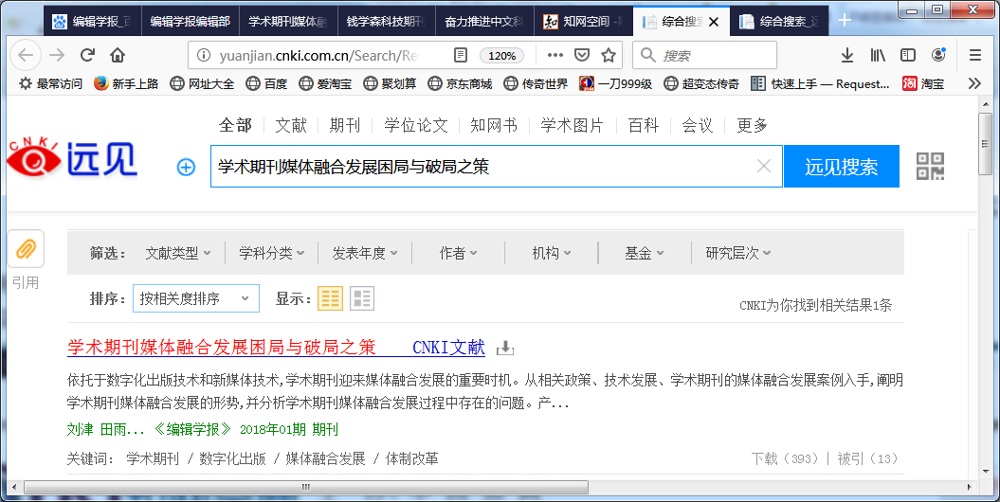 编辑学报_百
编辑学报编辑部
学术期刊媒体融
钱学森科技期刊
奋力推进中文科
知网空间 -
综合搜索
综合搜索_远
yuanjian.cnki.com.cn/Search/Re
120%
搜索
最常访问 新手上路 网址大全 百度 爱淘宝 聚划算 京东商城 传奇世界 一刀999级 超变态传奇 快速上手 — Request... 淘宝
全部 文献 期刊 学位论文 知网书 学术图片 百科 会议 更多
CNKI 远见
学术期刊媒体融合发展困局与破局之策
远见搜索
引用
筛选： 文献类型 学科分类 发表年度 作者 机构 基金 研究层次
排序： 按相关度排序 显示：
CNKI为你找到相关结果1条
学术期刊媒体融合发展困局与破局之策 CNKI文献
依托于数字化出版技术和新媒体技术,学术期刊迎来媒体融合发展的重要时机。从相关政策、技术发展、学术期刊的媒体融合发展案例入手,阐明
学术期刊媒体融合发展的形势,并分析学术期刊媒体融合发展过程中存在的问题。产...
刘津 田雨... 《编辑学报》 2018年01期 期刊
关键词： 学术期刊 / 数字化出版 / 媒体融合发展 / 体制改革
下载（393）| 被引（13）